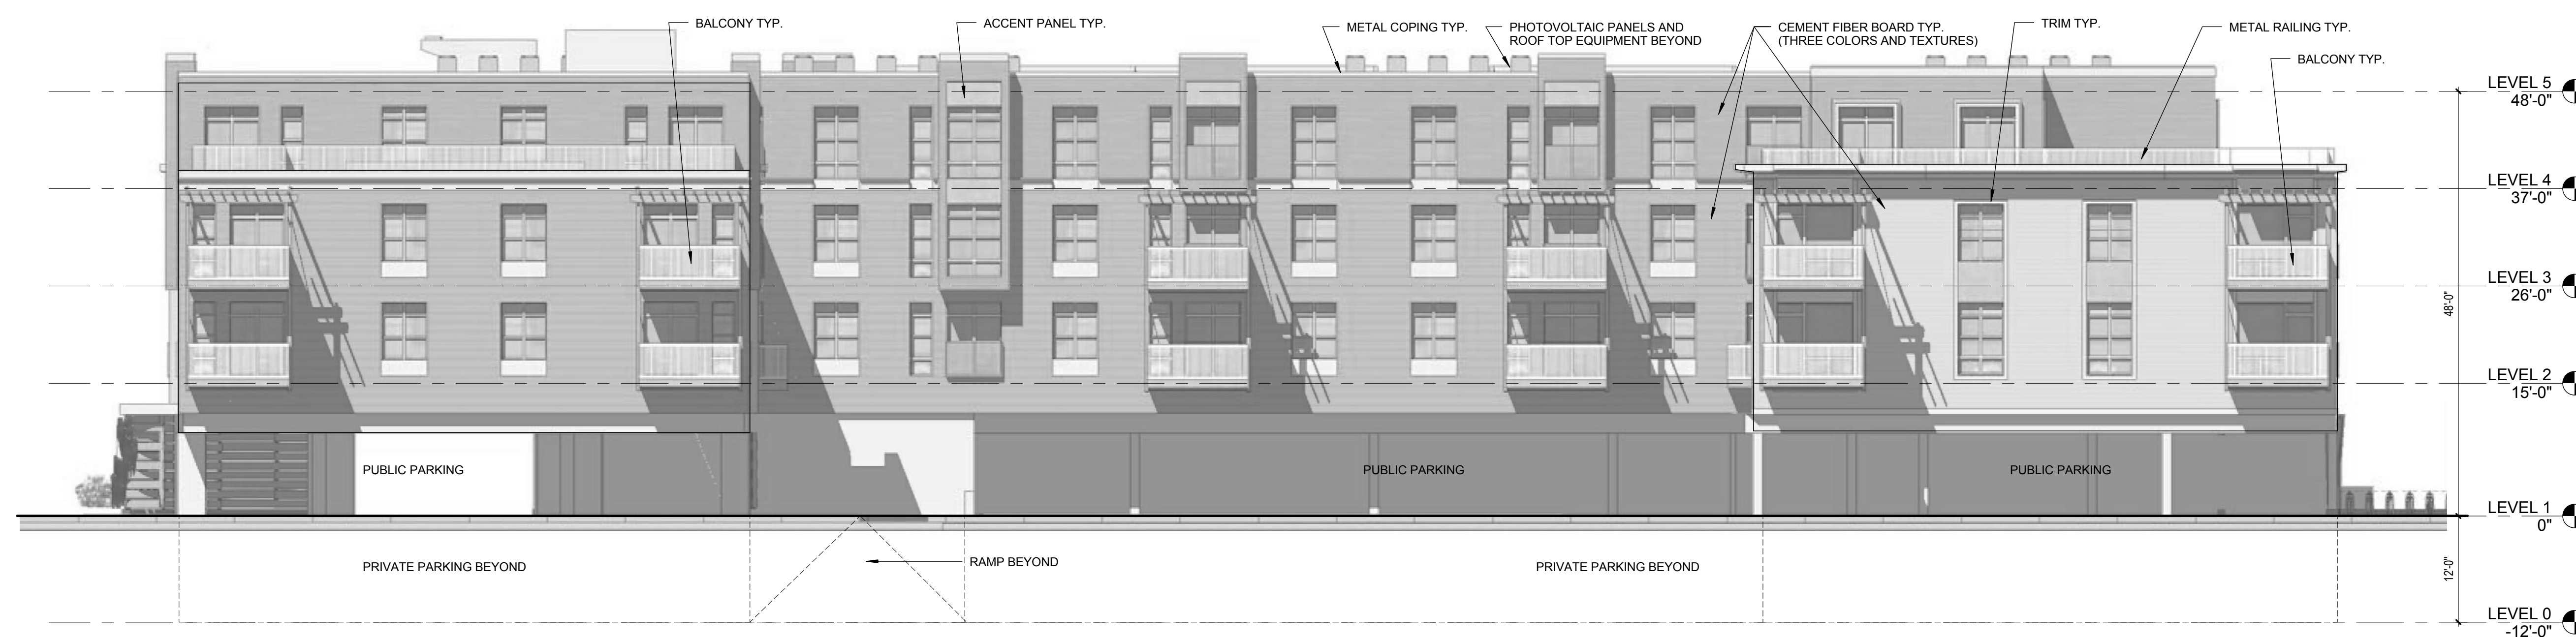 BALCONY TYP.
ACCENT PANEL TYP.
METAL COPING TYP.
PHOTOVOLTAIC PANELS AND
ROOF TOP EQUIPMENT BEYOND
CEMENT FIBER BOARD TYP.
(THREE COLORS AND TEXTURES)
TRIM TYP.
METAL RAILING TYP.
BALCONY TYP.
LEVEL 5
48'-0"
LEVEL 4
37'-0"
LEVEL 3
26'-0"
48'-0"
LEVEL 2
15'-0"
PUBLIC PARKING
PUBLIC PARKING
PUBLIC PARKING
LEVEL 1
0"
PRIVATE PARKING BEYOND
RAMP BEYOND
PRIVATE PARKING BEYOND
12'-0"
LEVEL 0
-12'-0"